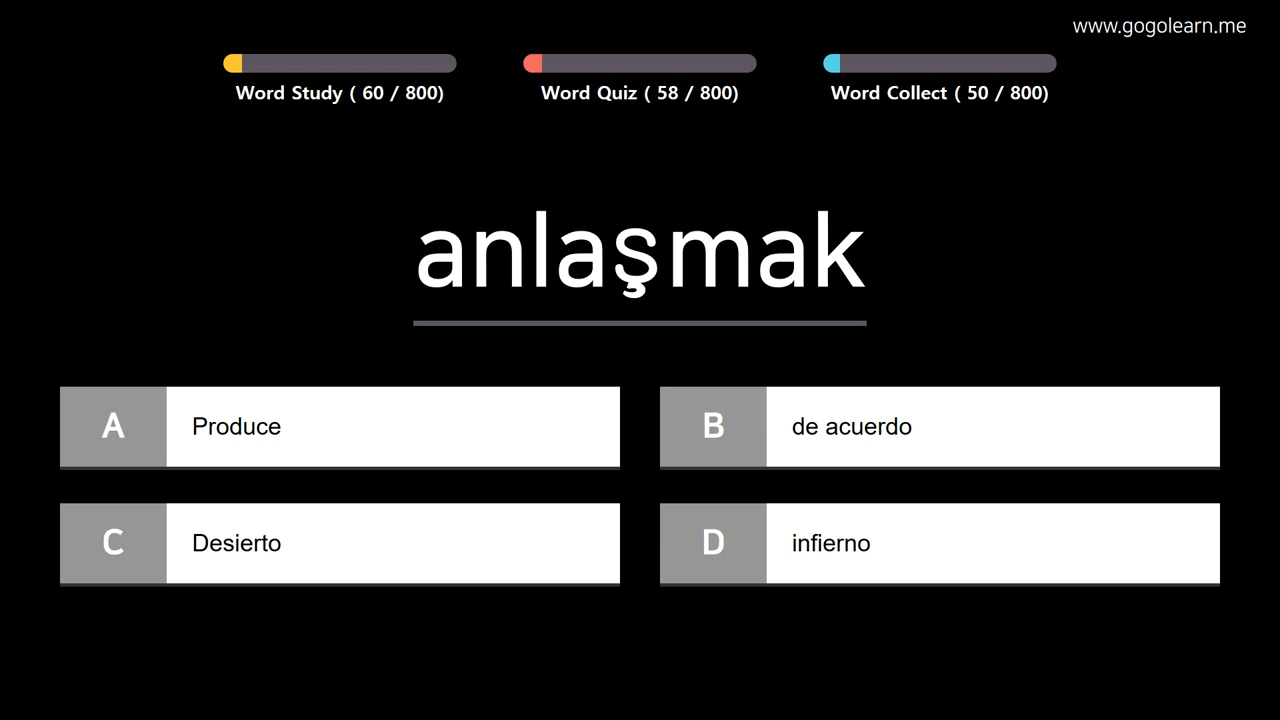 www.gogolearn.me
Word Study ( 60 / 800)
Word Quiz ( 58 / 800)
Word Collect ( 50 / 800)
anlaşmak
A Produce
B de acuerdo
C Desierto
D infierno